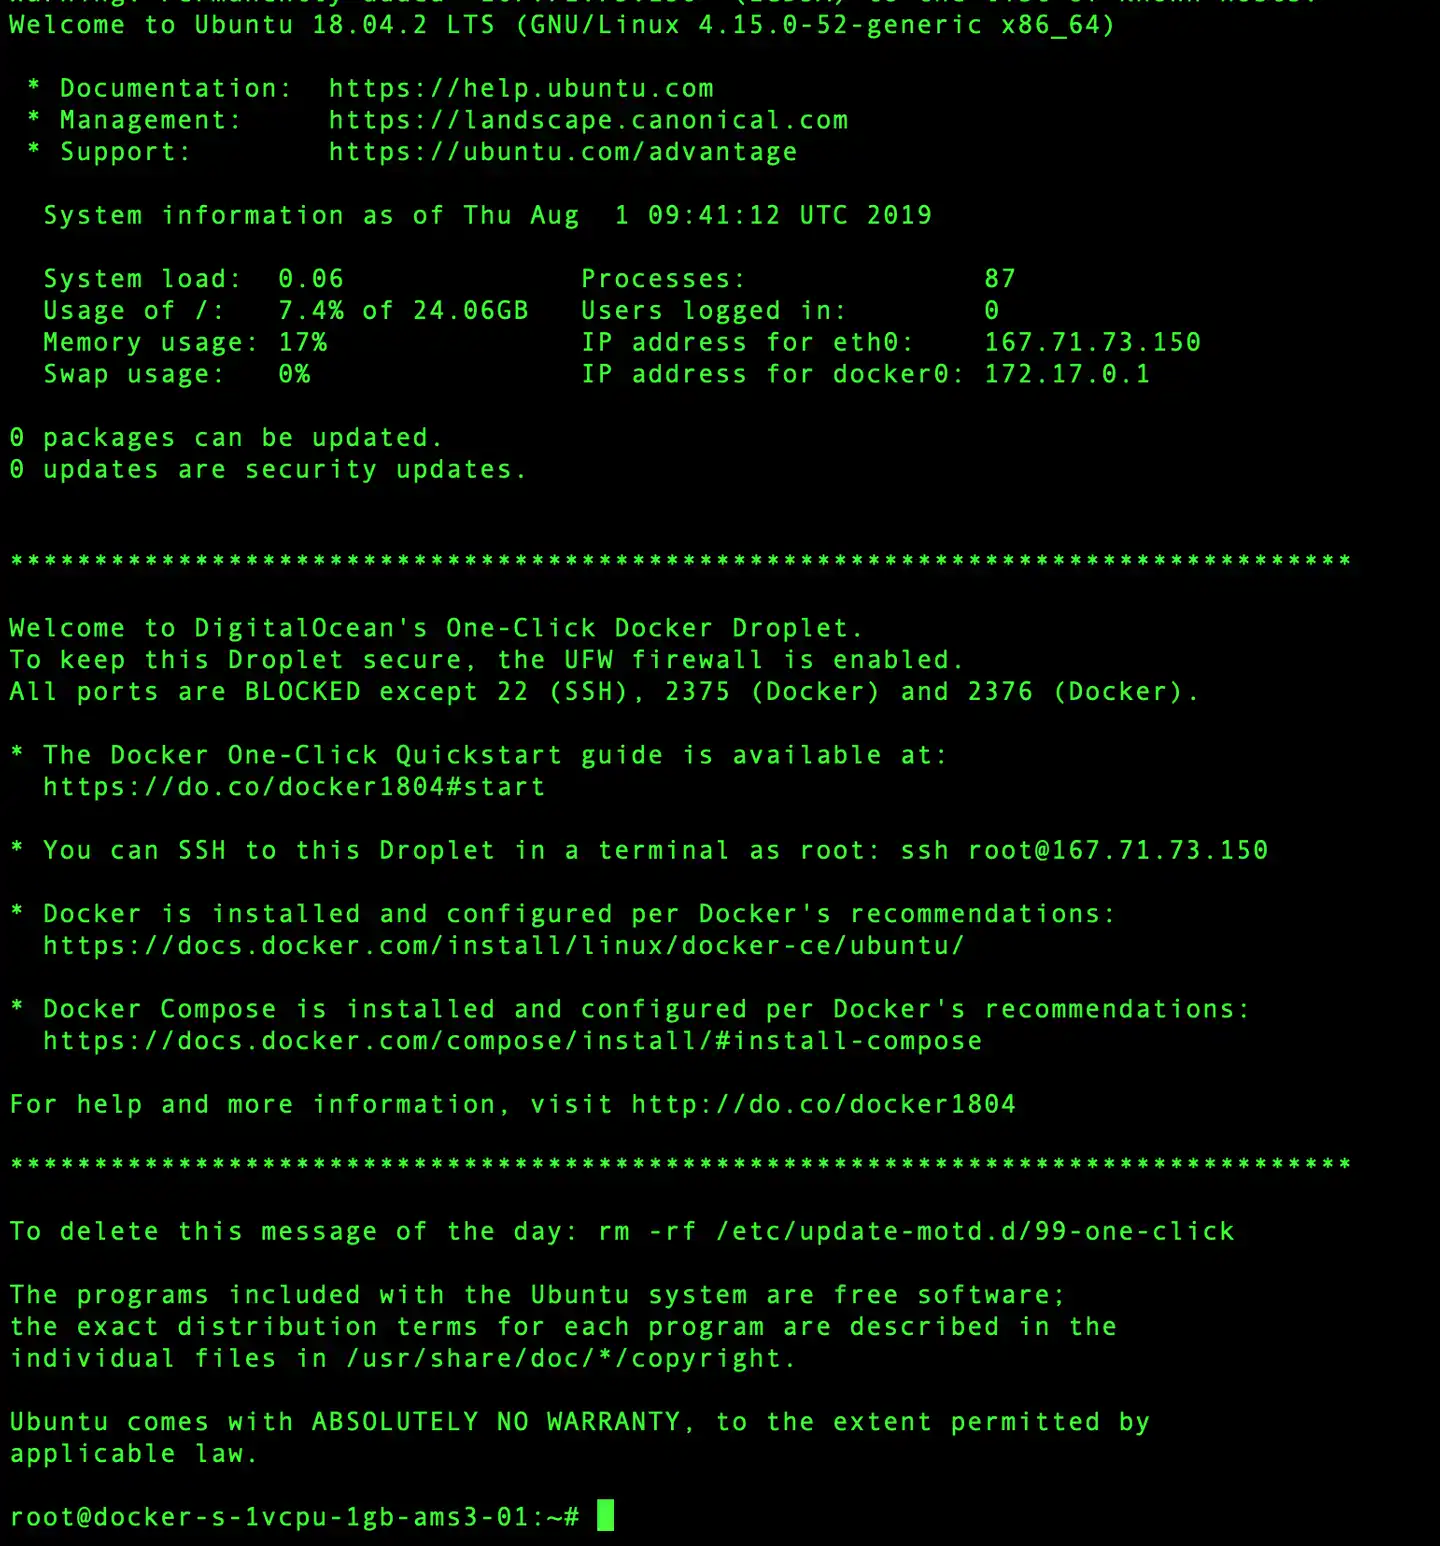 Welcome to Ubuntu 18.04.2 LTS (GNU/Linux 4.15.0-52-generic x86_64)
* Documentation: https://help.ubuntu.com
* Management: https://landscape.canonical.com
* Support: https://ubuntu.com/advantage
System information as of Thu Aug 1 09:41:12 UTC 2019
System load: 0.06 Processes: 87
Usage of /: 7.4% of 24.06GB Users logged in: 0
Memory usage: 17% IP address for eth0: 167.71.73.150
Swap usage: 0% IP address for docker0: 172.17.0.1
0 packages can be updated.
0 updates are security updates.
********************************************************************************
Welcome to DigitalOcean's One-Click Docker Droplet.
To keep this Droplet secure, the UFW firewall is enabled.
All ports are BLOCKED except 22 (SSH), 2375 (Docker) and 2376 (Docker).
* The Docker One-Click Quickstart guide is available at:
https://do.co/docker1804#start
* You can SSH to this Droplet in a terminal as root: ssh root@167.71.73.150
* Docker is installed and configured per Docker's recommendations:
https://docs.docker.com/install/linux/docker-ce/ubuntu/
* Docker Compose is installed and configured per Docker's recommendations:
https://docs.docker.com/compose/install/#install-compose
For help and more information, visit http://do.co/docker1804
********************************************************************************
To delete this message of the day: rm -rf /etc/update-motd.d/99-one-click
The programs included with the Ubuntu system are free software;
the exact distribution terms for each program are described in the
individual files in /usr/share/doc/*/copyright.
Ubuntu comes with ABSOLUTELY NO WARRANTY, to the extent permitted by
applicable law.
root@docker-s-1vcpu-1gb-ams3-01:~#